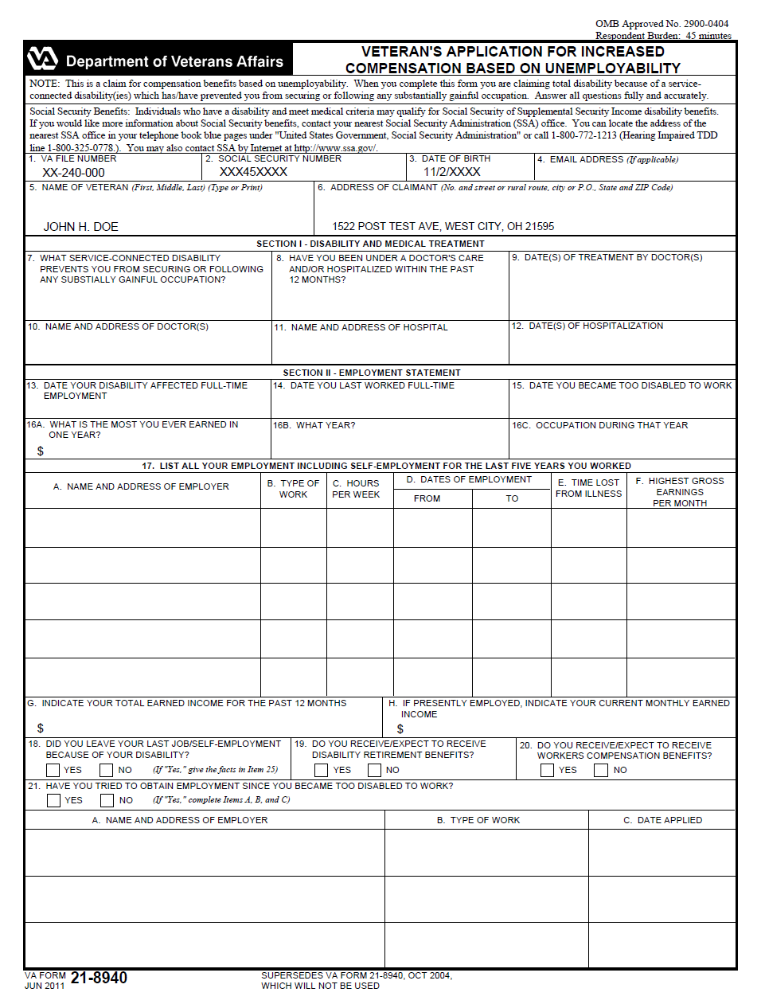 OMB Approved No. 2900-0404
Respondent Burden: 45 minutes
VA Department of Veterans Affairs
VETERAN'S APPLICATION FOR INCREASED
COMPENSATION BASED ON UNEMPLOYABILITY
NOTE: This is a claim for compensation benefits based on unemployability. When you complete this form you are claiming total disability because of a service-
connected disability(ies) which has/have prevented you from securing or following any substantially gainful occupation. Answer all questions fully and accurately.
Social Security Benefits: Individuals who have a disability and meet medical criteria may qualify for Social Security of Supplemental Security Income disability benefits.
If you would like more information about Social Security benefits, contact your nearest Social Security Administration (SSA) office. You can locate the address of the
nearest SSA office in your telephone book blue pages under "United States Government, Social Security Administration" or call 1-800-772-1213 (Hearing Impaired TDD
line 1-800-325-0778.). You may also contact SSA by Internet at http://www.ssa.gov/.
1. VA FILE NUMBER
XX-240-000
2. SOCIAL SECURITY NUMBER
XXX45XXXX
3. DATE OF BIRTH
11/2/XXXX
4. EMAIL ADDRESS (If applicable)
5. NAME OF VETERAN (First, Middle, Last) (Type or Print)
JOHN H. DOE
6. ADDRESS OF CLAIMANT (No. and street or rural route, city or P.O., State and ZIP Code)
1522 POST TEST AVE, WEST CITY, OH 21595
SECTION I - DISABILITY AND MEDICAL TREATMENT
7. WHAT SERVICE-CONNECTED DISABILITY
PREVENTS YOU FROM SECURING OR FOLLOWING
ANY SUBSTIALLY GAINFUL OCCUPATION?
8. HAVE YOU BEEN UNDER A DOCTOR'S CARE
AND/OR HOSPITALIZED WITHIN THE PAST
12 MONTHS?
9. DATE(S) OF TREATMENT BY DOCTOR(S)
10. NAME AND ADDRESS OF DOCTOR(S)
11. NAME AND ADDRESS OF HOSPITAL
12. DATE(S) OF HOSPITALIZATION
SECTION II - EMPLOYMENT STATEMENT
13. DATE YOUR DISABILITY AFFECTED FULL-TIME
EMPLOYMENT
14. DATE YOU LAST WORKED FULL-TIME
15. DATE YOU BECAME TOO DISABLED TO WORK
16A. WHAT IS THE MOST YOU EVER EARNED IN
ONE YEAR?
$
16B. WHAT YEAR?
16C. OCCUPATION DURING THAT YEAR
17. LIST ALL YOUR EMPLOYMENT INCLUDING SELF-EMPLOYMENT FOR THE LAST FIVE YEARS YOU WORKED
A. NAME AND ADDRESS OF EMPLOYER
B. TYPE OF
WORK
C. HOURS
PER WEEK
D. DATES OF EMPLOYMENT
FROM
TO
E. TIME LOST
FROM ILLNESS
F. HIGHEST GROSS
EARNINGS
PER MONTH
G. INDICATE YOUR TOTAL EARNED INCOME FOR THE PAST 12 MONTHS
$
H. IF PRESENTLY EMPLOYED, INDICATE YOUR CURRENT MONTHLY EARNED
INCOME
$
18. DID YOU LEAVE YOUR LAST JOB/SELF-EMPLOYMENT
BECAUSE OF YOUR DISABILITY?
YES NO (If "Yes," give the facts in Item 25)
19. DO YOU RECEIVE/EXPECT TO RECEIVE
DISABILITY RETIREMENT BENEFITS?
YES NO
20. DO YOU RECEIVE/EXPECT TO RECEIVE
WORKERS COMPENSATION BENEFITS?
YES NO
21. HAVE YOU TRIED TO OBTAIN EMPLOYMENT SINCE YOU BECAME TOO DISABLED TO WORK?
YES NO (If "Yes," complete Items A, B, and C)
A. NAME AND ADDRESS OF EMPLOYER
B. TYPE OF WORK
C. DATE APPLIED
VA FORM
JUN 2011
21-8940
SUPERSEDES VA FORM 21-8940, OCT 2004,
WHICH WILL NOT BE USED